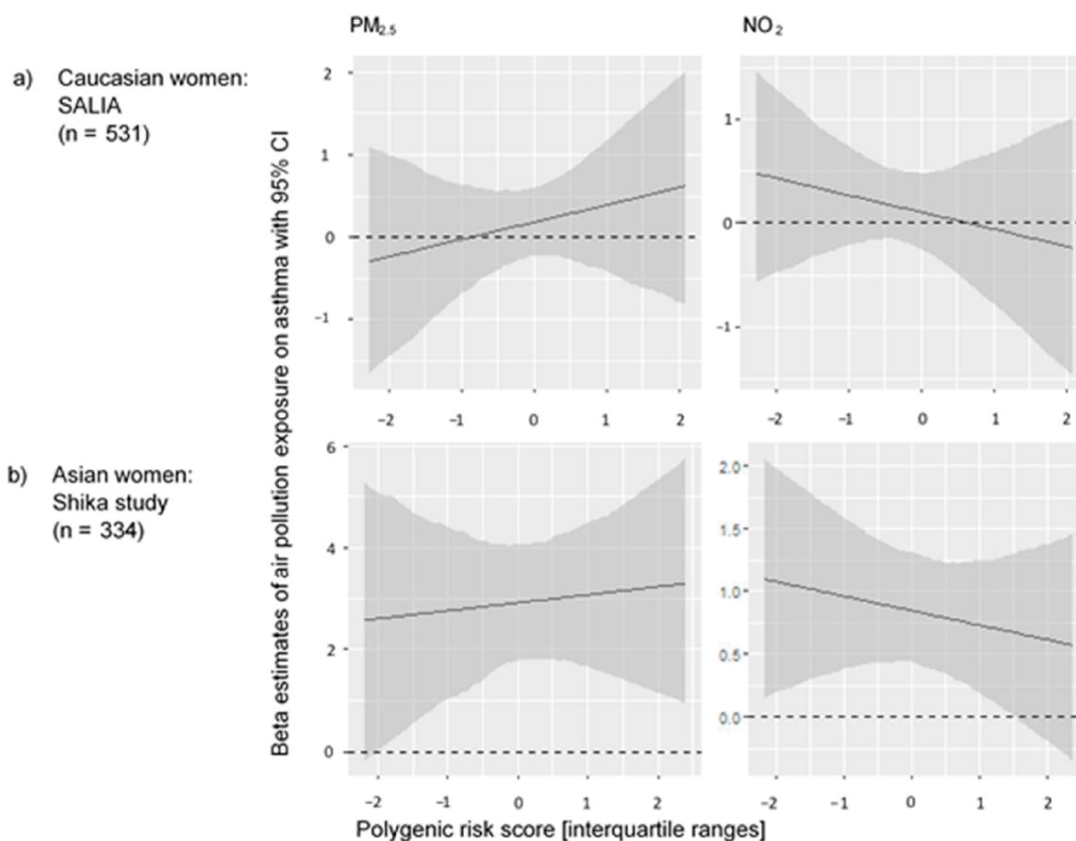 PM2.5
NO2
a) Caucasian women:
SALIA
(n = 531)
b) Asian women:
Shika study
(n = 334)
Beta estimates of air pollution exposure on asthma with 95% CI
2
1
0
−1
−2 −1 0 1 2
1
0
−1
−2 −1 0 1 2
6
4
2
0
−2 −1 0 1 2
2.0
1.5
1.0
0.5
0.0
−2 −1 0 1 2
Polygenic risk score [interquartile ranges]